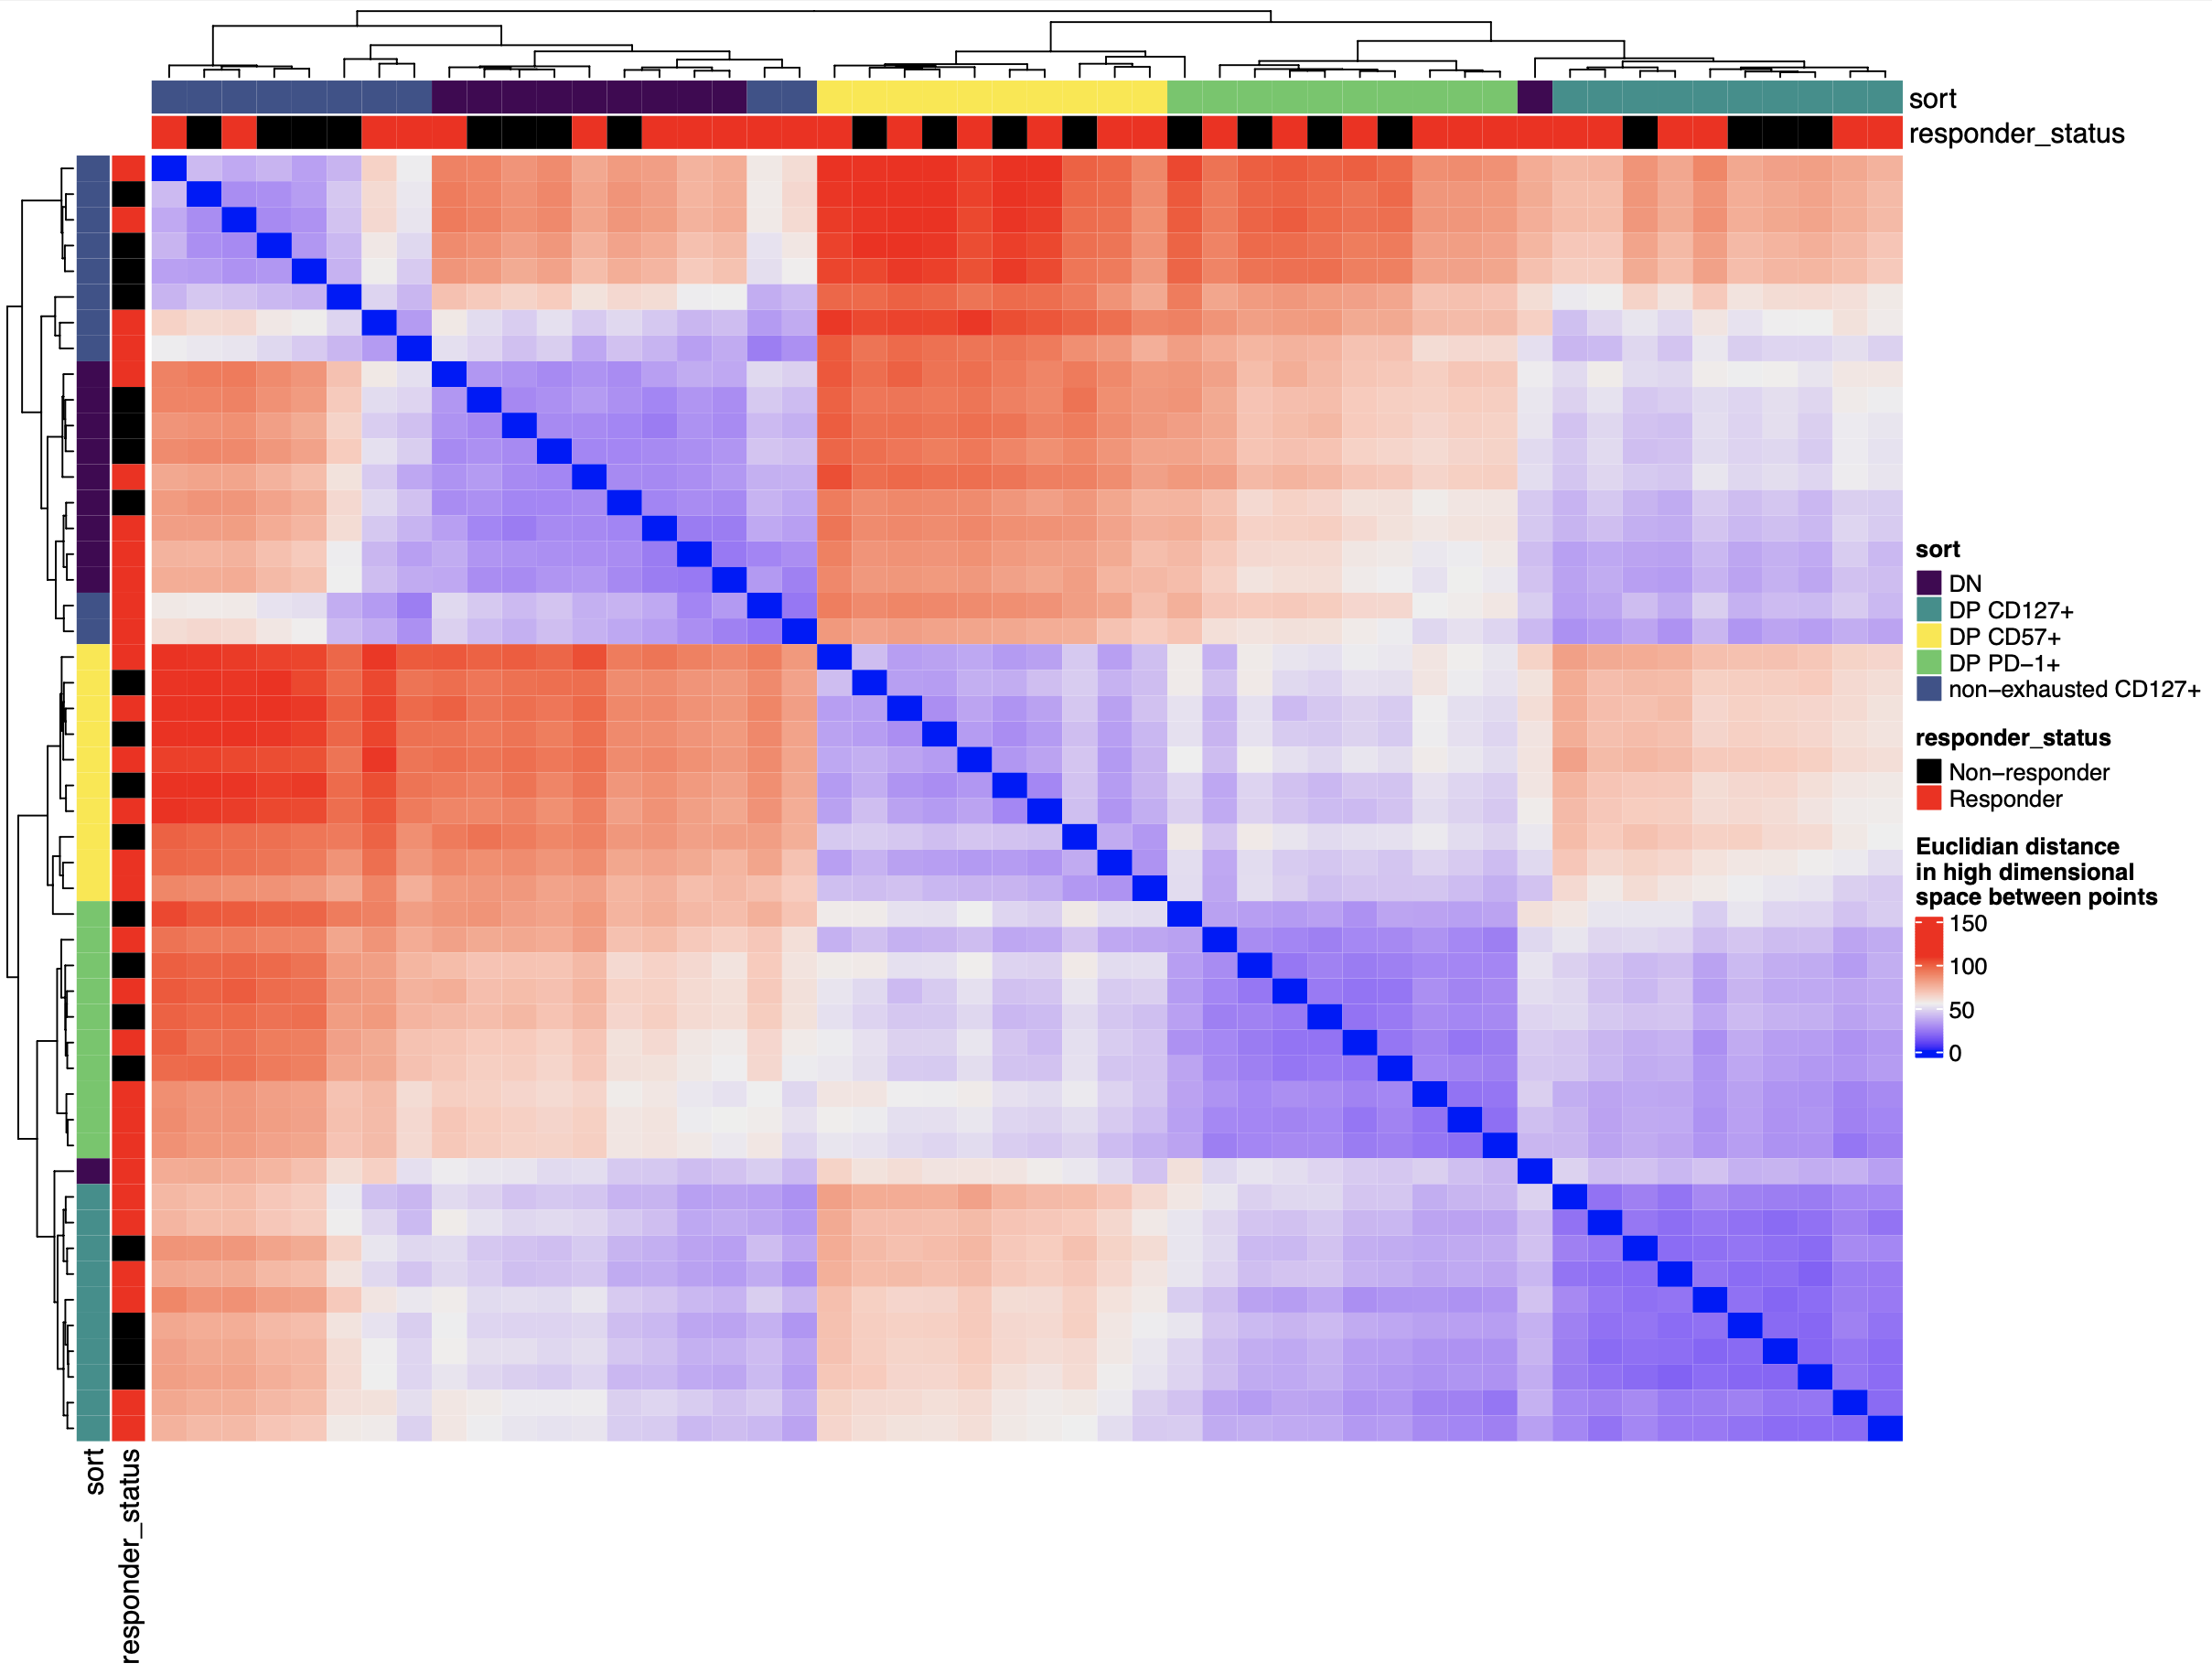 sort
responder_status
sort
DN
DP CD127+
DP CD57+
DP PD−1+
non−exhausted CD127+
responder_status
Non−responder
Responder
Euclidian distance
in high dimensional
space between points
150
100
50
0
sort
responder_status